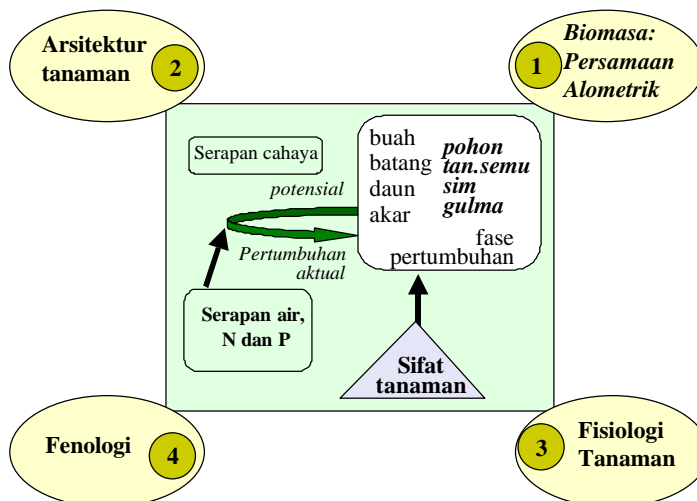 Arsitektur
tanaman
2
Biomasa:
1
Persamaan
Alometrik
Serapan cahaya
potensial
Pertumbuhan
aktual
buah
batang
daun
akar
pohon
tan.semu
sim
gulma
fase
pertumbuhan
Serapan air,
N dan P
Sifat
tanaman
Fenologi
4
3
Fisiologi
Tanaman